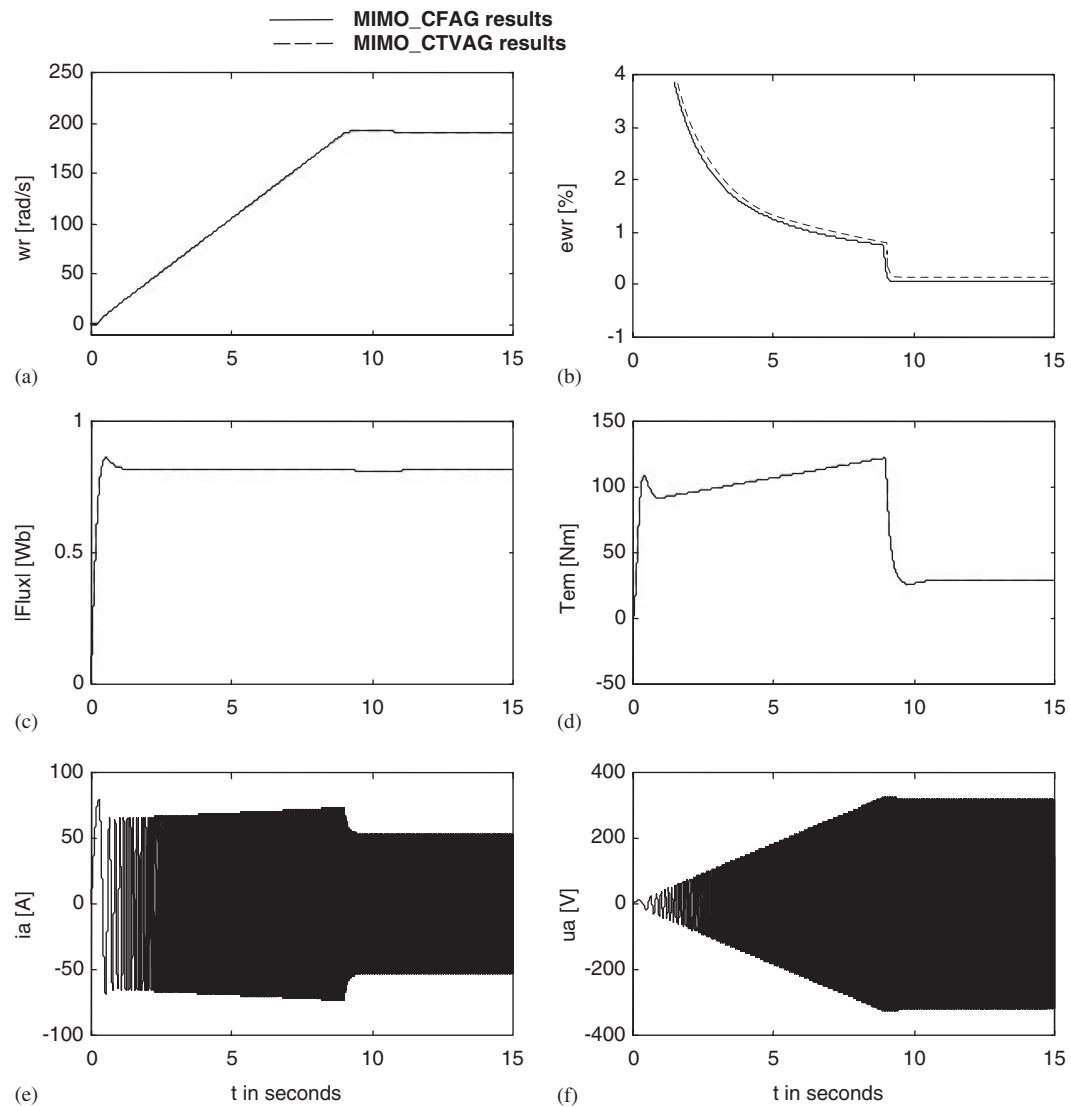 MIMO_CFAG results
MIMO_CTVAG results
250
200
150
100
50
0
wr [rad/s]
0 5 10 15
(a)
4
3
2
1
0
-1
ewr [%]
0 5 10 15
(b)
1
0.5
0
|Flux| [Wb]
0 5 10 15
(c)
150
100
50
0
-50
Tem [Nm]
0 5 10 15
(d)
100
50
0
-50
-100
ia [A]
0 5 10 15
t in seconds
(e)
400
200
0
-200
-400
ua [V]
0 5 10 15
t in seconds
(f)